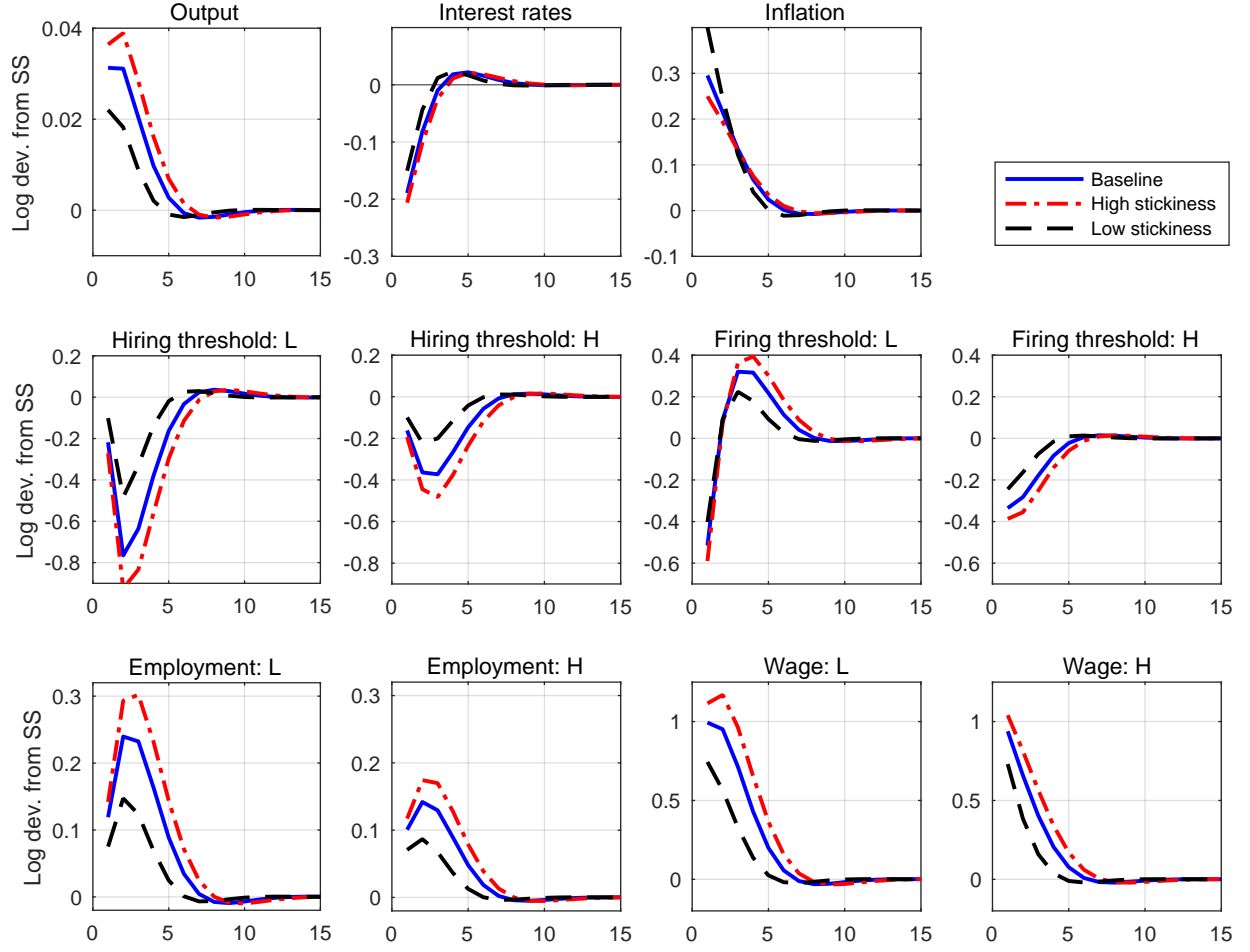 Output
Interest rates
Inflation
Log dev. from SS
0.04
0.02
0
0 5 10 15
0
-0.1
-0.2
-0.3
0 5 10 15
0.3
0.2
0.1
0
-0.1
0 5 10 15
Baseline
High stickiness
Low stickiness
Hiring threshold: L
Hiring threshold: H
Firing threshold: L
Firing threshold: H
Log dev. from SS
0.2
0
-0.2
-0.4
-0.6
-0.8
0 5 10 15
0.2
0
-0.2
-0.4
-0.6
-0.8
0 5 10 15
0.4
0.2
0
-0.2
-0.4
-0.6
0 5 10 15
0.4
0.2
0
-0.2
-0.4
-0.6
0 5 10 15
Employment: L
Employment: H
Wage: L
Wage: H
Log dev. from SS
0.3
0.2
0.1
0
0 5 10 15
0.3
0.2
0.1
0
0 5 10 15
1
0.5
0
0 5 10 15
1
0.5
0
0 5 10 15